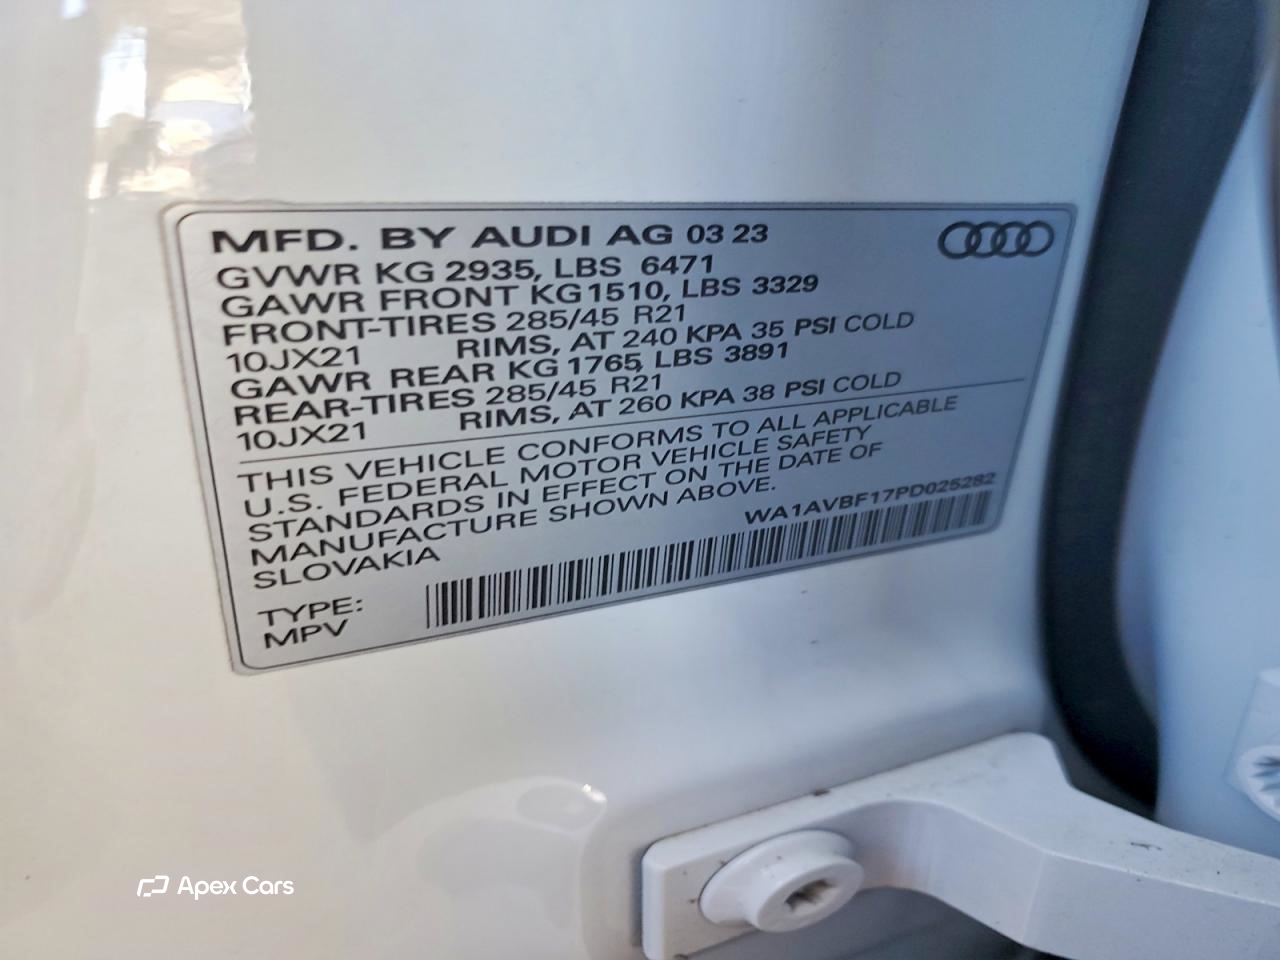 MFD. BY AUDI AG 03 23
GVWR KG 2935, LBS 6471
GAWR FRONT KG 1510, LBS 3329
FRONT-TIRES 285/45 R21
10JX21 RIMS, AT 240 KPA 35 PSI COLD
GAWR REAR KG 1765, LBS 3891
REAR-TIRES 285/45 R21
10JX21 RIMS, AT 260 KPA 38 PSI COLD
THIS VEHICLE CONFORMS TO ALL APPLICABLE
U.S. FEDERAL MOTOR VEHICLE SAFETY
STANDARDS IN EFFECT ON THE DATE OF
MANUFACTURE SHOWN ABOVE.
SLOVAKIA
WA1AVBF17PD025282
TYPE:
MPV
Apex Cars